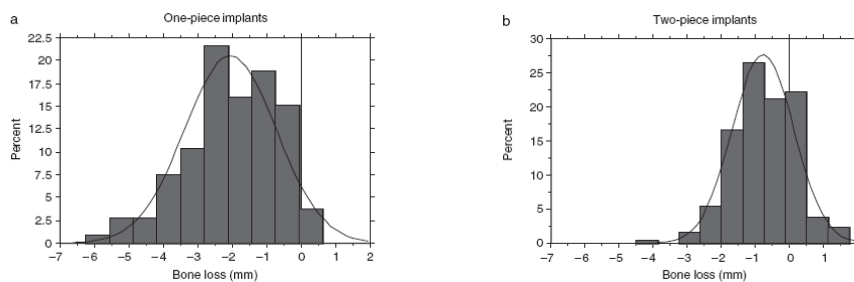 a
One-piece implants
22.5
20
17.5
15
12.5
10
7.5
5
2.5
0
Percent
−7 −6 −5 −4 −3 −2 −1 0 1 2
Bone loss (mm)
b
Two-piece implants
30
25
20
15
10
5
0
Percent
−7 −6 −5 −4 −3 −2 −1 0 1
Bone loss (mm)